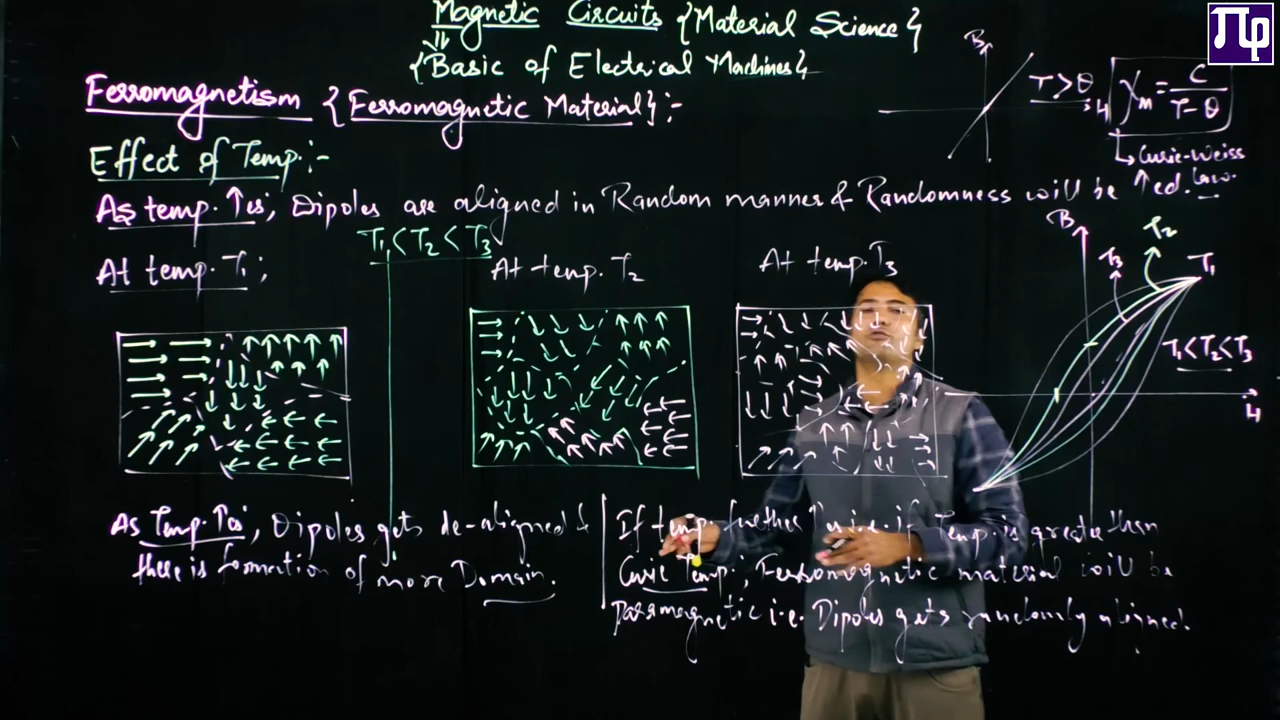 Magnetic Circuits {Material Science}
⇓
{Basic of Electrical Machines}
Πφ
Ferromagnetism {Ferromagnetic Material}:-
B
H
T > θ
χm = C / T - θ
↳ Curie-Weiss Law.
Effect of Temp.:-
As temp. ↑es, Dipoles are aligned in Random manner & Randomness will be ↑ed.
T1 < T2 < T3
At temp. T1;
At temp. T2
At temp. T3
B
T3
T2
T1
T1 < T2 < T3
H
As Temp. ↑es, Dipoles gets de-aligned &
there is formation of more Domain.
If temp. further ↑es i.e. if Temp. is greater than
Curie Temp., Ferromagnetic material will be
Paramagnetic i.e. Dipoles gets randomly aligned.